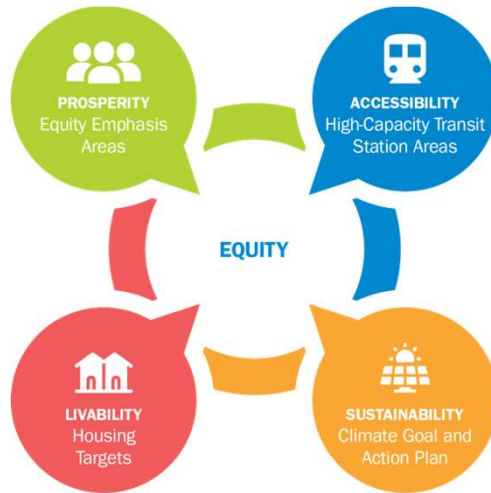 PROSPERITY
Equity Emphasis
Areas
ACCESSIBILITY
High-Capacity Transit
Station Areas
EQUITY
LIVABILITY
Housing
Targets
SUSTAINABILITY
Climate Goal and
Action Plan